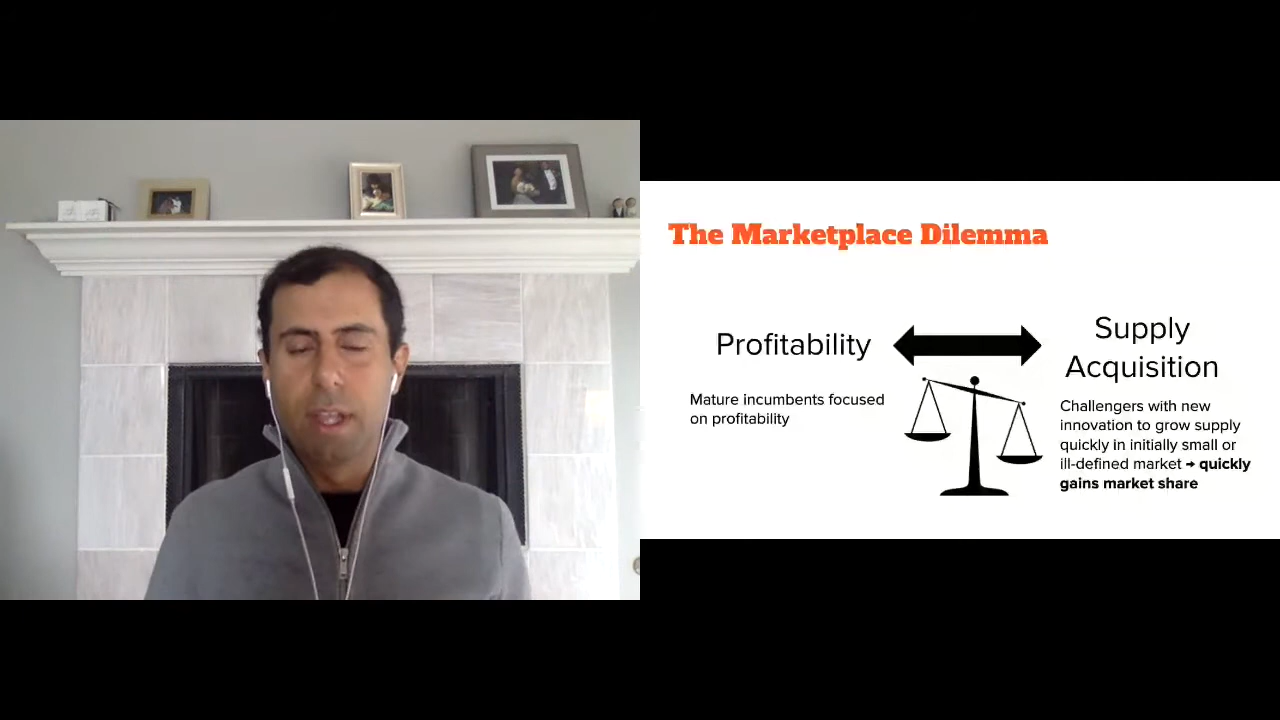 The Marketplace Dilemma
Profitability
Supply
Acquisition
Mature incumbents focused
on profitability
Challengers with new
innovation to grow supply
quickly in initially small or
ill-defined market → quickly
gains market share